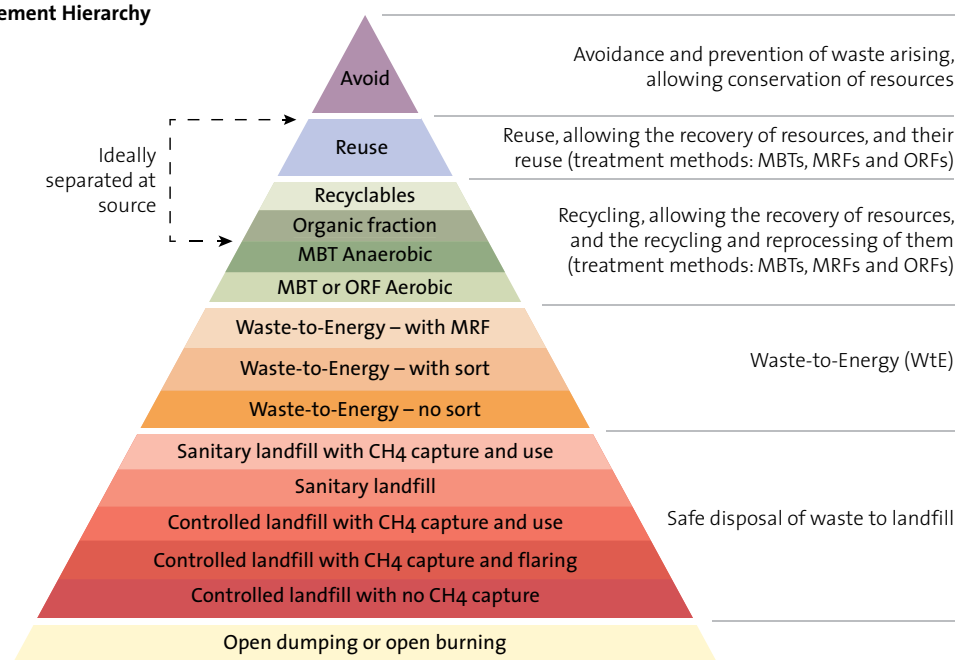 ement Hierarchy
Avoid
Avoidance and prevention of waste arising,
allowing conservation of resources
Ideally
separated at
source
Reuse
Reuse, allowing the recovery of resources, and their
reuse (treatment methods: MBTs, MRFs and ORFs)
Recyclables
Organic fraction
MBT Anaerobic
MBT or ORF Aerobic
Recycling, allowing the recovery of resources,
and the recycling and reprocessing of them
(treatment methods: MBTs, MRFs and ORFs)
Waste-to-Energy – with MRF
Waste-to-Energy – with sort
Waste-to-Energy – no sort
Waste-to-Energy (WtE)
Sanitary landfill with CH4 capture and use
Sanitary landfill
Controlled landfill with CH4 capture and use
Controlled landfill with CH4 capture and flaring
Controlled landfill with no CH4 capture
Safe disposal of waste to landfill
Open dumping or open burning